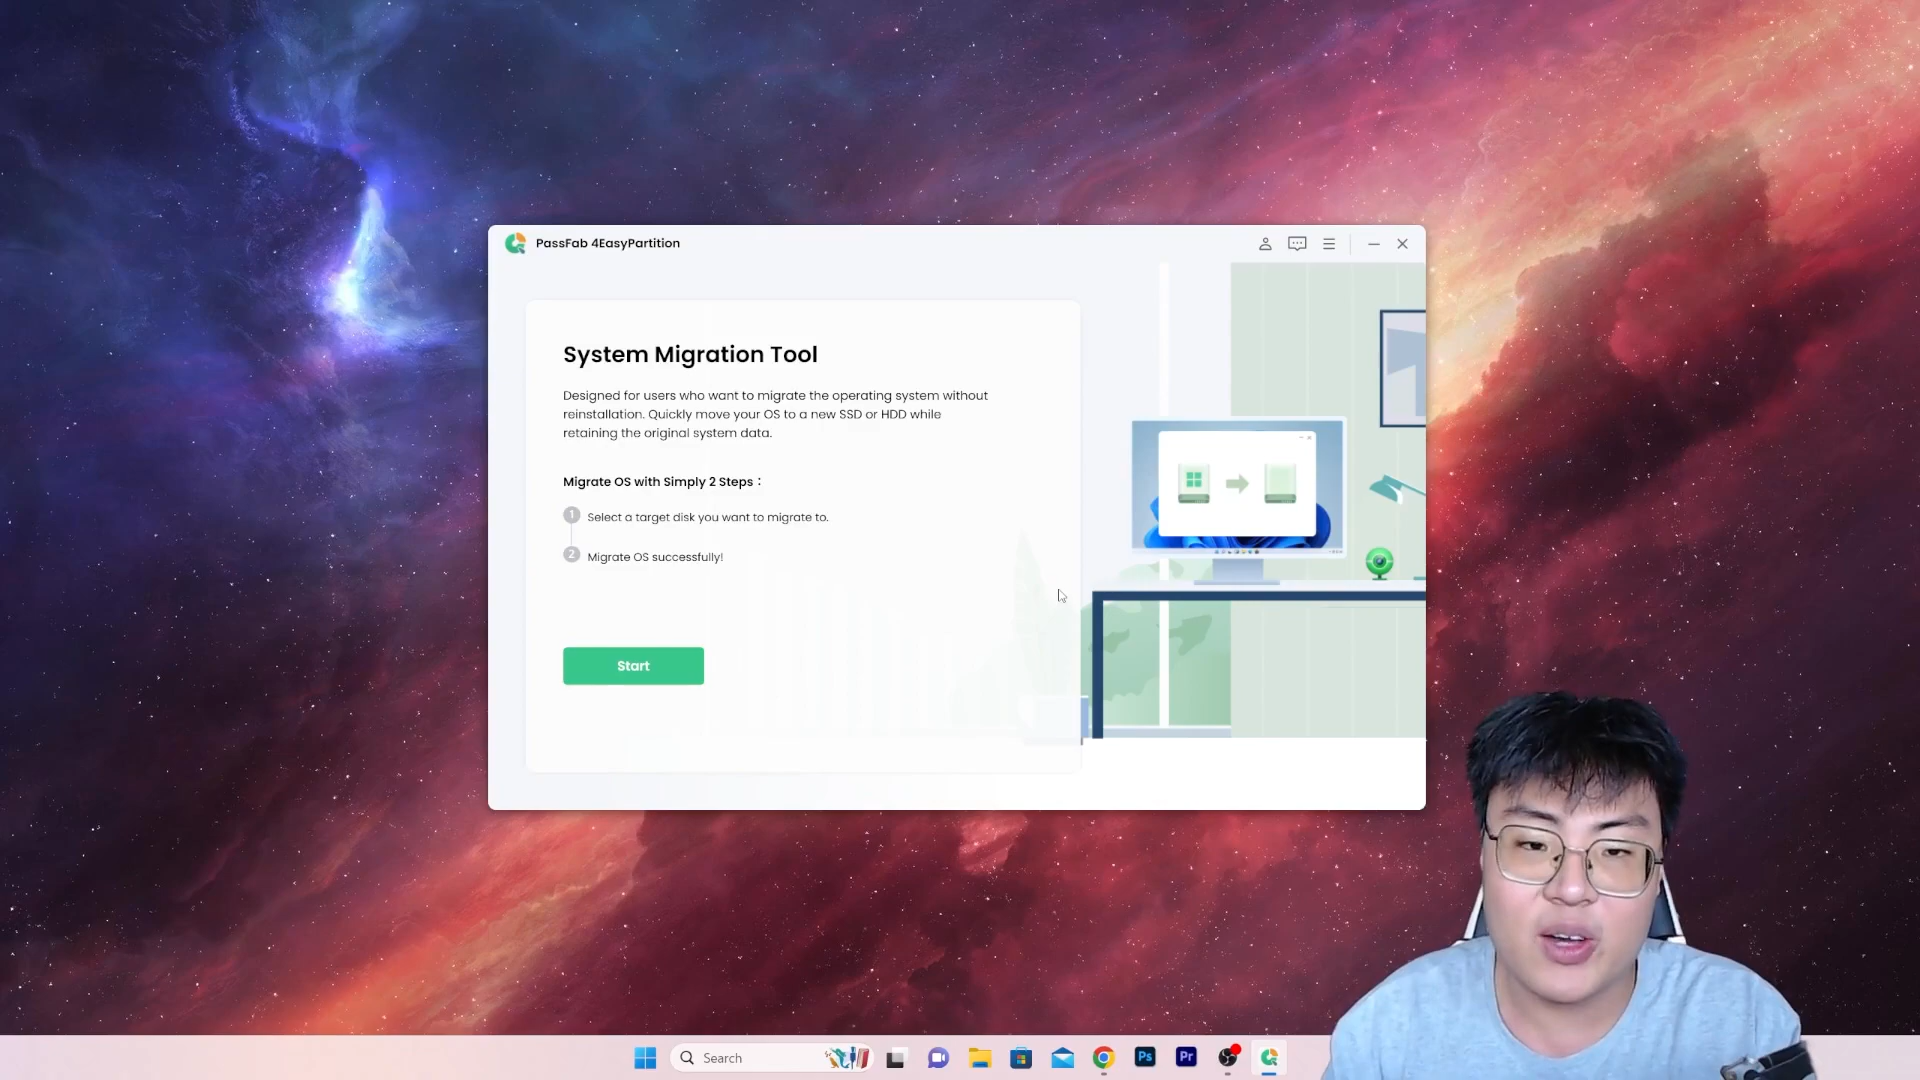 PassFab 4EasyPartition
System Migration Tool
Designed for users who want to migrate the operating system without
reinstallation. Quickly move your OS to a new SSD or HDD while
retaining the original system data.
Migrate OS with Simply 2 Steps：
1 Select a target disk you want to migrate to.
2 Migrate OS successfully!
Start
Search
Ps
Pr